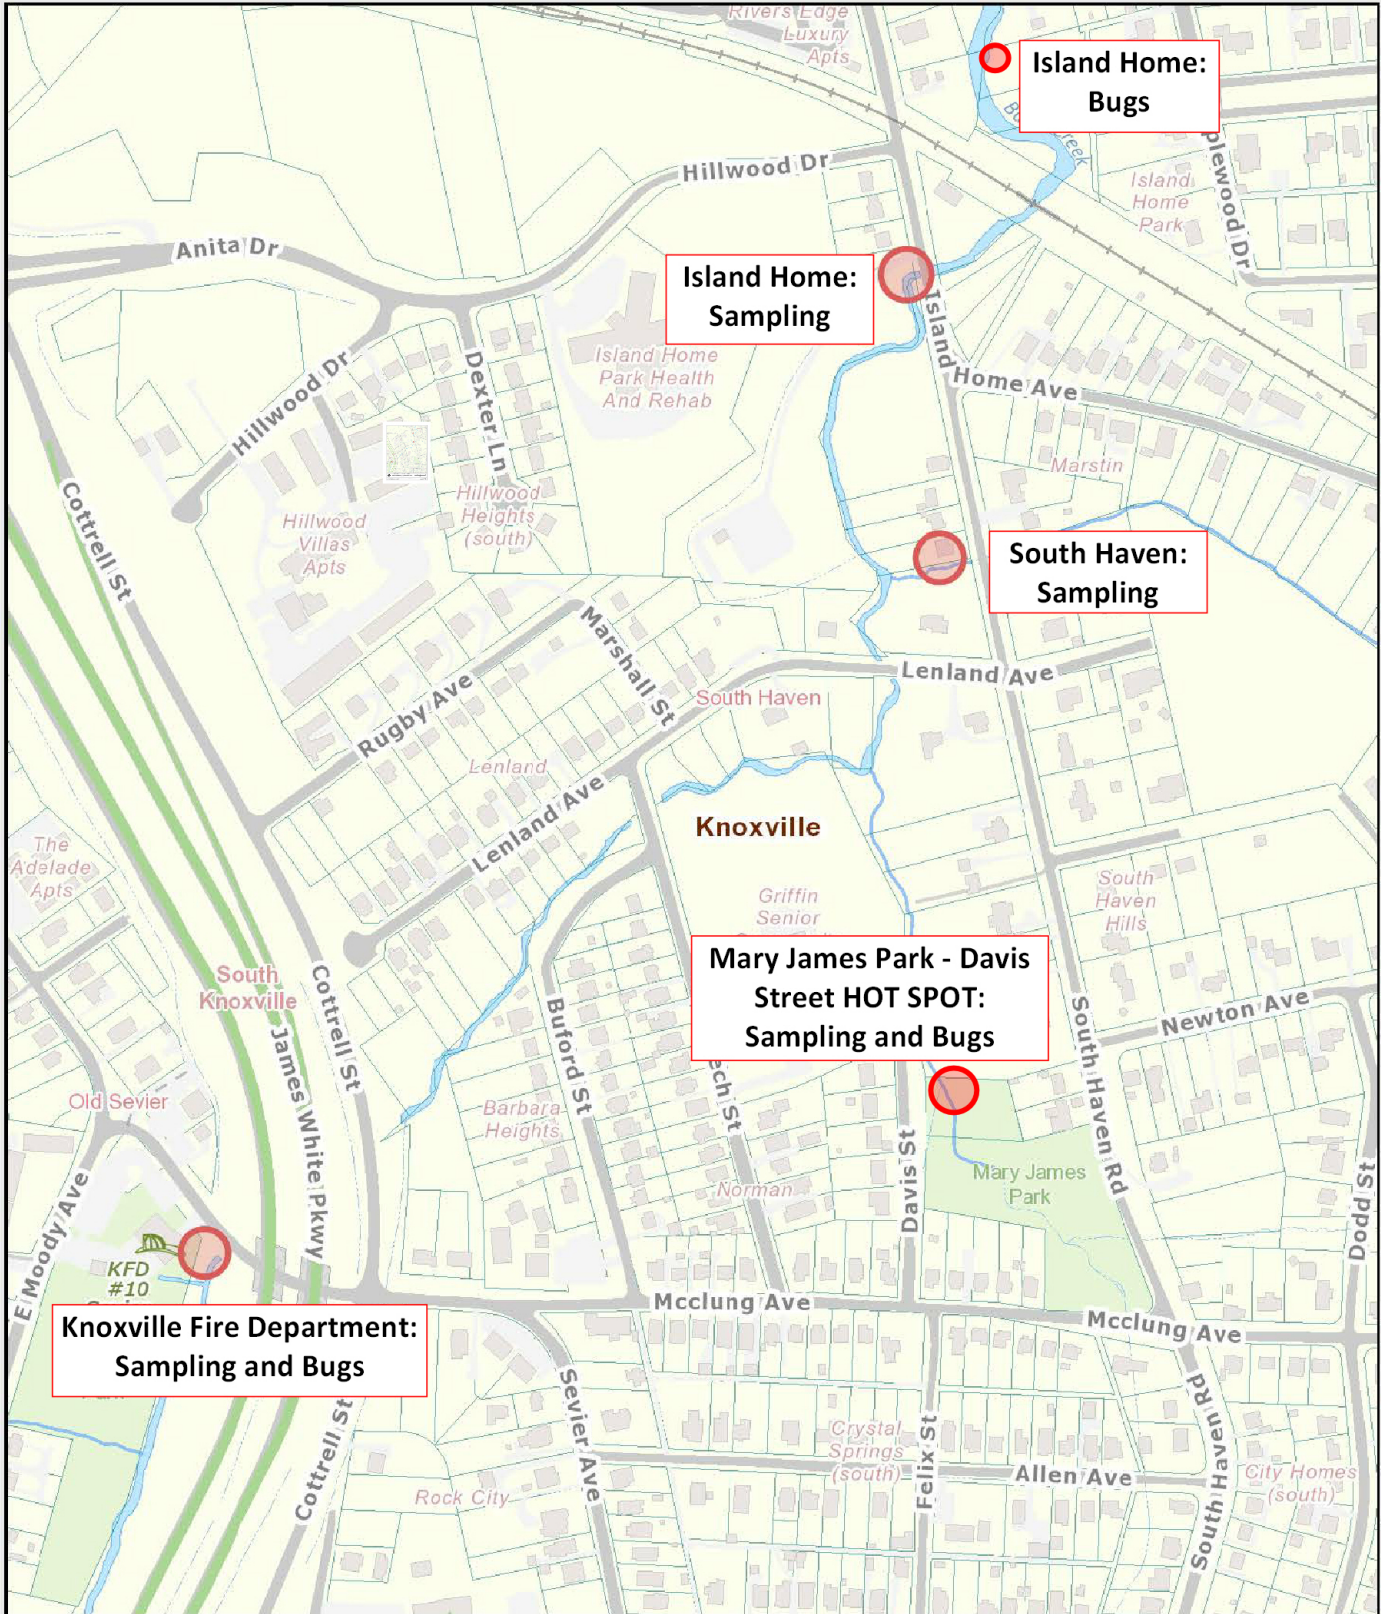 Rivers Edge
Luxury
Apts
Island Home:
Bugs
Hillwood Dr
Island
Home
Park
Anita Dr
Island Home:
Sampling
Island Home
Park Health
And Rehab
Island
Home Ave
Hillwood Dr
Dexter Ln
Marstin
Hillwood
Heights
(south)
Cottrell St
Hillwood
Villas
Apts
South Haven:
Sampling
Marshall St
Lenland Ave
Rugby Ave
South Haven
Lenland
Lenland Ave
Knoxville
The
Adelade
Apts
Griffin
Senior
South
Haven
Hills
Mary James Park - Davis
Street HOT SPOT:
Sampling and Bugs
South
Knoxville
Cottrell St
Buford St
South Haven Rd
Newton Ave
James White Pkwy
Old Sevier
Barbara
Heights
Davis St
Norman
Mary James
Park
Dodd St
E Moody Ave
KFD
#10
Mcclung Ave
Mcclung Ave
Knoxville Fire Department:
Sampling and Bugs
Sevier Ave
Cottrell St
Felix St
Crystal
Springs
(south)
Allen Ave
South Haven Rd
City Homes
(south)
Rock City